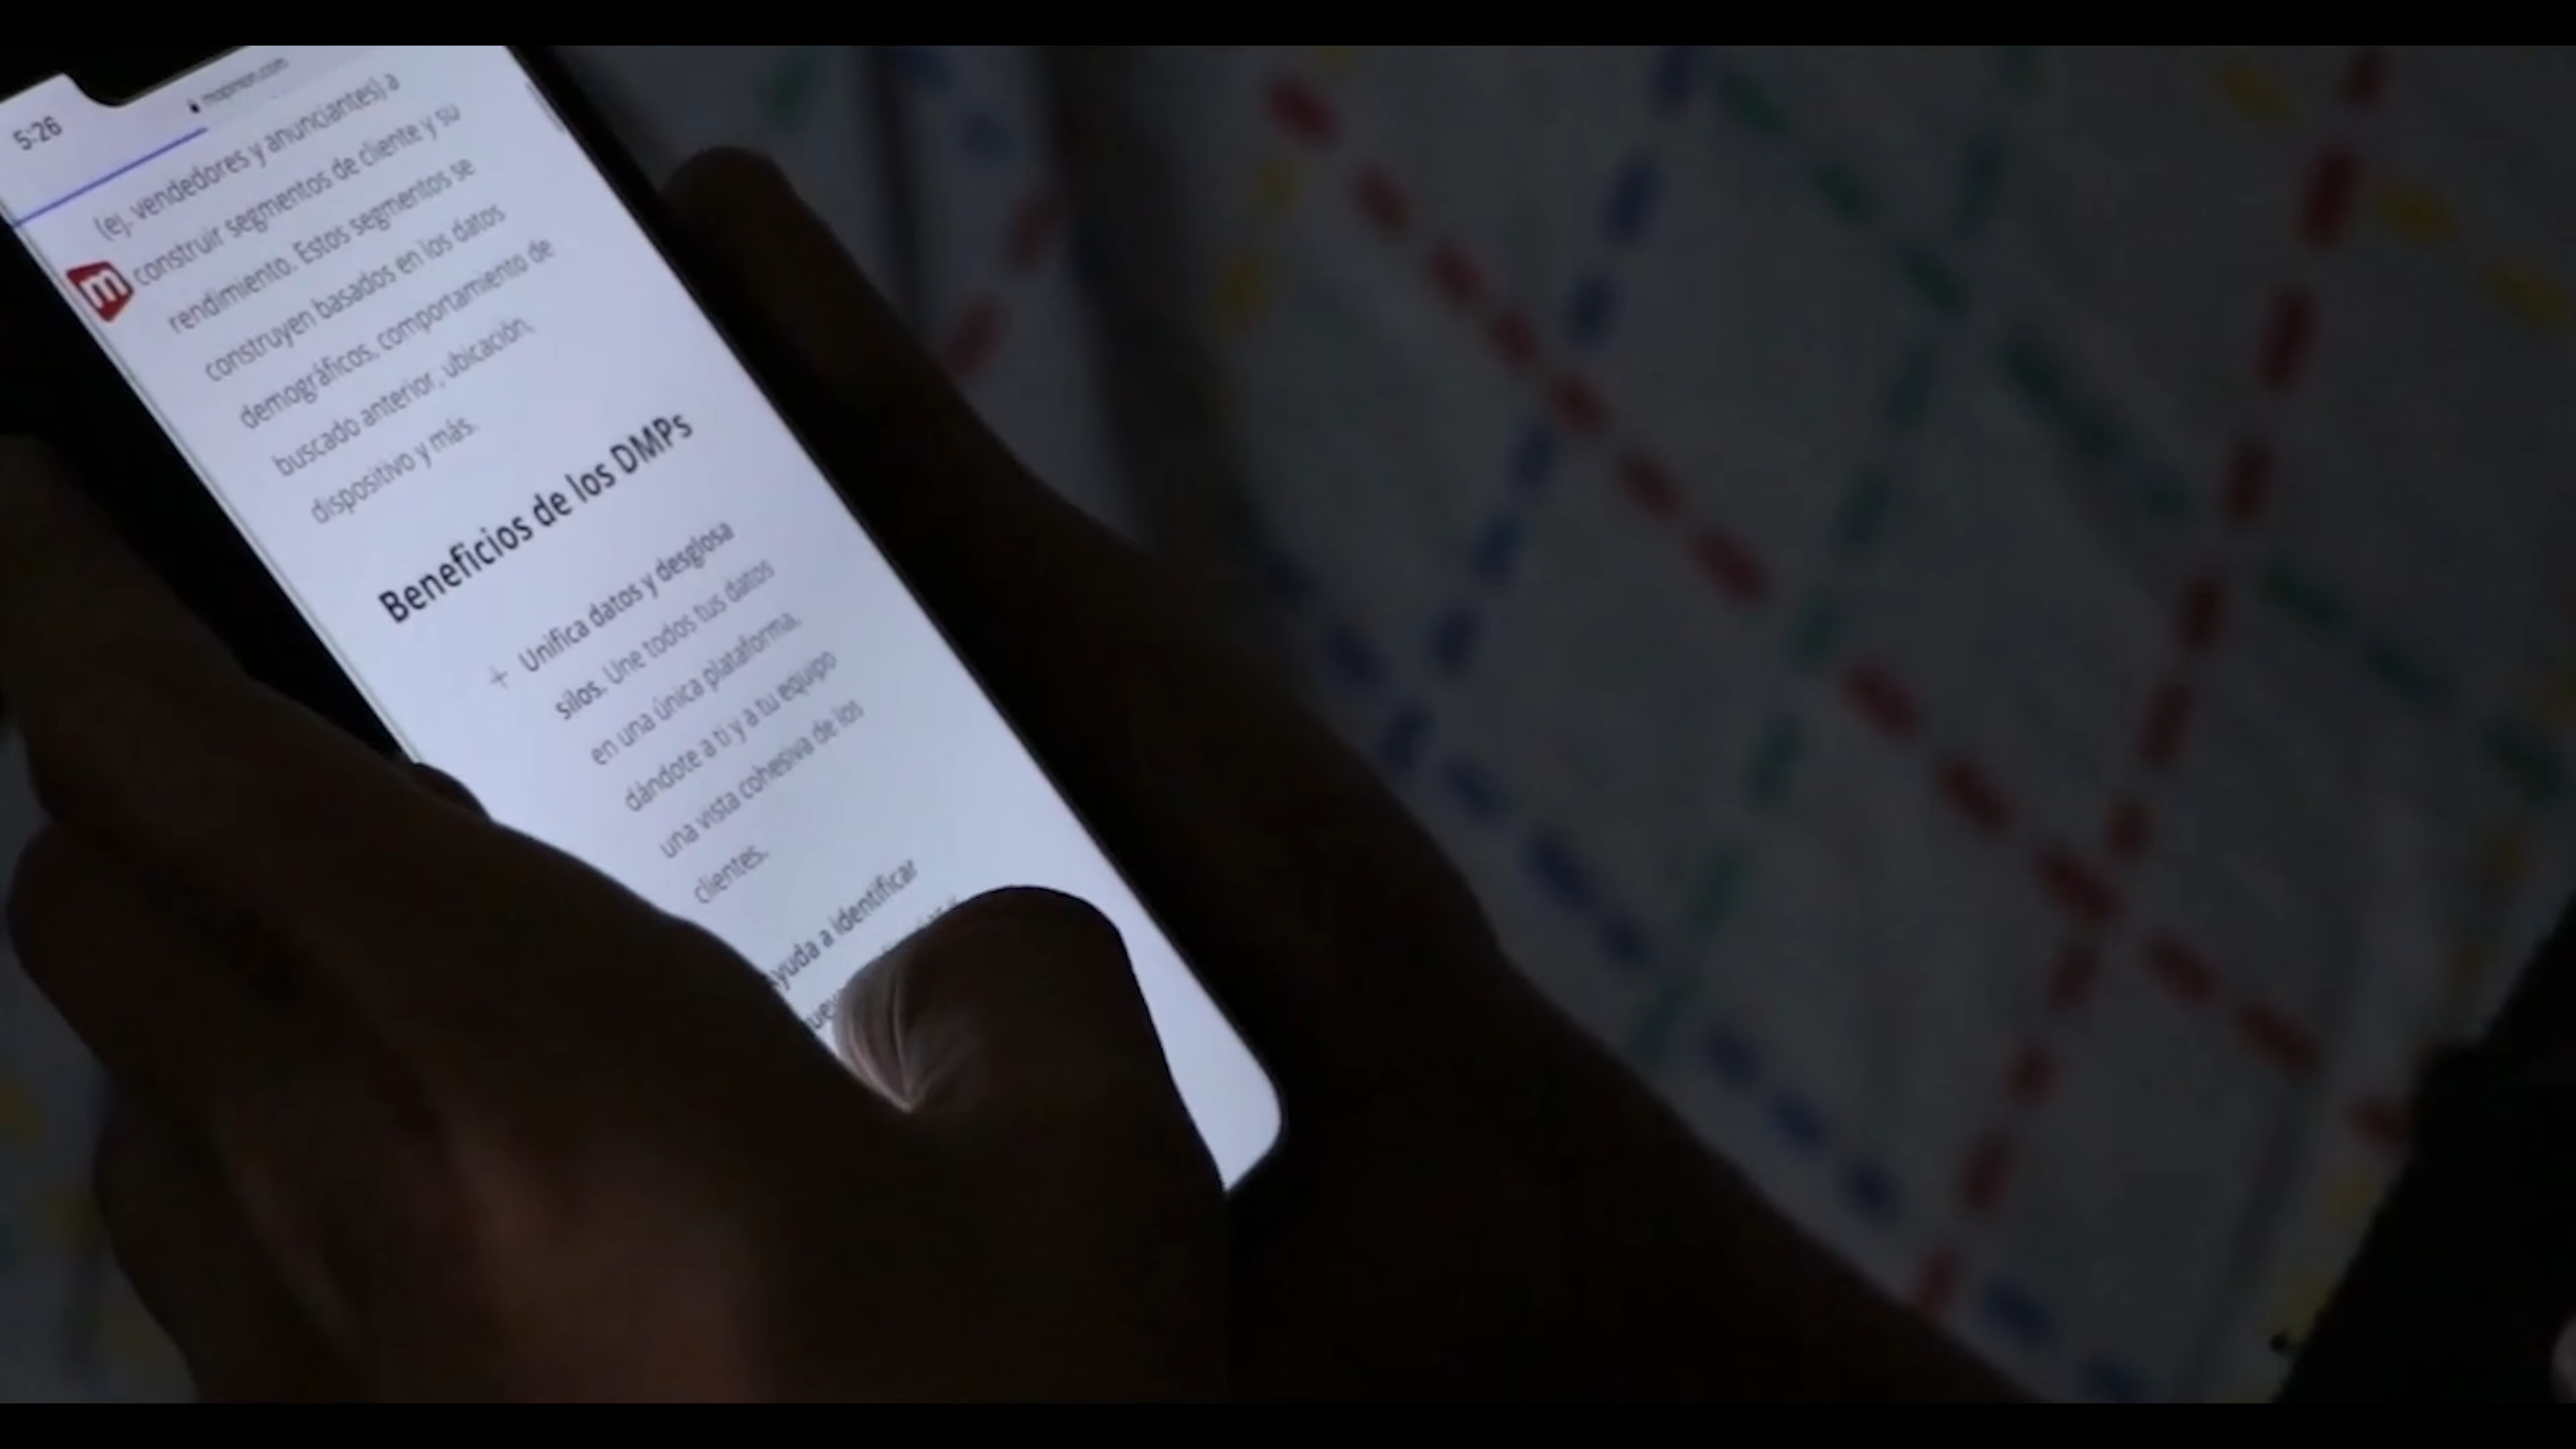 5:26
mopinion.com
(ej. vendedores y anunciantes) a
m
construir segmentos de cliente y su
rendimiento. Estos segmentos se
construyen basados en los datos
demográficos, comportamiento de
buscado anterior, ubicación,
dispositivo y más.
Beneficios de los DMPs
+ Unifica datos y desglosa
silos. Une todos tus datos
en una única plataforma,
dándote a ti y a tu equipo
una vista cohesiva de los
clientes.
Ayuda a identificar